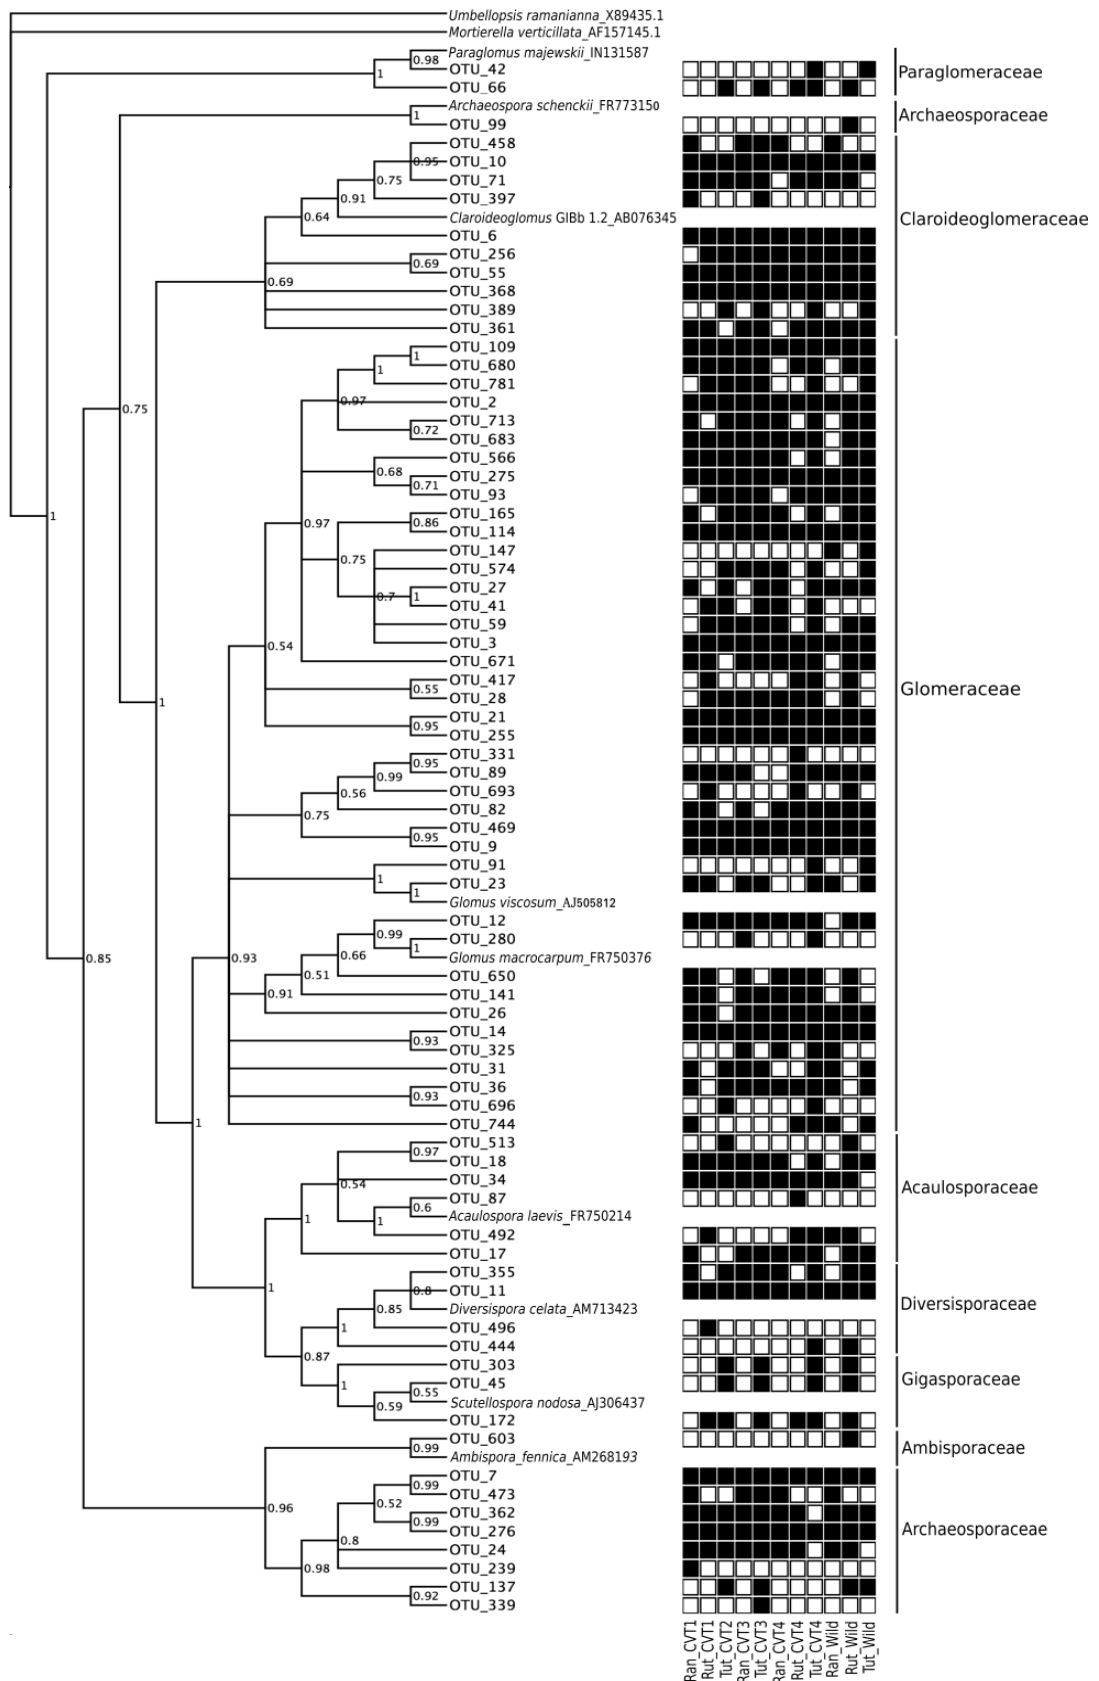 Umbellopsis ramanianna_X89435.1
Mortierella verticillata_AF157145.1
Paraglomus majewskii_IN131587
0.98
OTU_42
Paraglomeraceae
1
OTU_66
Archaeospora schenckii_FR773150
1
Archaeosporaceae
OTU_99
OTU_458
0.95
OTU_10
0.75
OTU_71
0.91
OTU_397
0.64
Claroideoglomus GlBb 1.2_AB076345
Claroideoglomeraceae
OTU_6
OTU_256
0.69
OTU_55
0.69
OTU_368
OTU_389
OTU_361
OTU_109
1
OTU_680
1
OTU_781
0.97
OTU_2
0.75
OTU_713
0.72
OTU_683
OTU_566
0.68
OTU_275
0.71
OTU_93
OTU_165
1
0.97
0.86
OTU_114
OTU_147
0.75
OTU_574
OTU_27
0.7
1
OTU_41
OTU_59
0.54
OTU_3
OTU_671
OTU_417
0.55
Glomeraceae
OTU_28
1
OTU_21
0.95
OTU_255
OTU_331
0.95
OTU_89
0.99
OTU_693
0.56
OTU_82
0.75
OTU_469
0.95
OTU_9
OTU_91
1
OTU_23
1
Glomus viscosum_AJ505812
OTU_12
0.99
OTU_280
1
0.85
0.93
0.66
Glomus macrocarpum_FR750376
0.51
OTU_650
0.91
OTU_141
OTU_26
OTU_14
0.93
OTU_325
OTU_31
OTU_36
0.93
OTU_696
1
OTU_744
OTU_513
0.97
OTU_18
0.54
OTU_34
Acaulosporaceae
OTU_87
0.6
1
1
Acaulospora laevis_FR750214
OTU_492
OTU_17
OTU_355
1
0.8
OTU_11
0.85
Diversispora celata_AM713423
Diversisporaceae
1
OTU_496
OTU_444
0.87
OTU_303
1
OTU_45
Gigasporaceae
0.55
0.59
Scutellospora nodosa_AJ306437
OTU_172
OTU_603
0.99
Ambisporaceae
Ambispora_fennica_AM268193
OTU_7
0.99
OTU_473
0.96
0.52
OTU_362
0.99
OTU_276
Archaeosporaceae
0.8
OTU_24
0.98
OTU_239
OTU_137
0.92
OTU_339
Ran_CVT1
Rut_CVT1
Tut_CVT2
Ran_CVT3
Tut_CVT3
Ran_CVT4
Rut_CVT4
Tut_CVT4
Ran_Wild
Rut_Wild
Tut_Wild